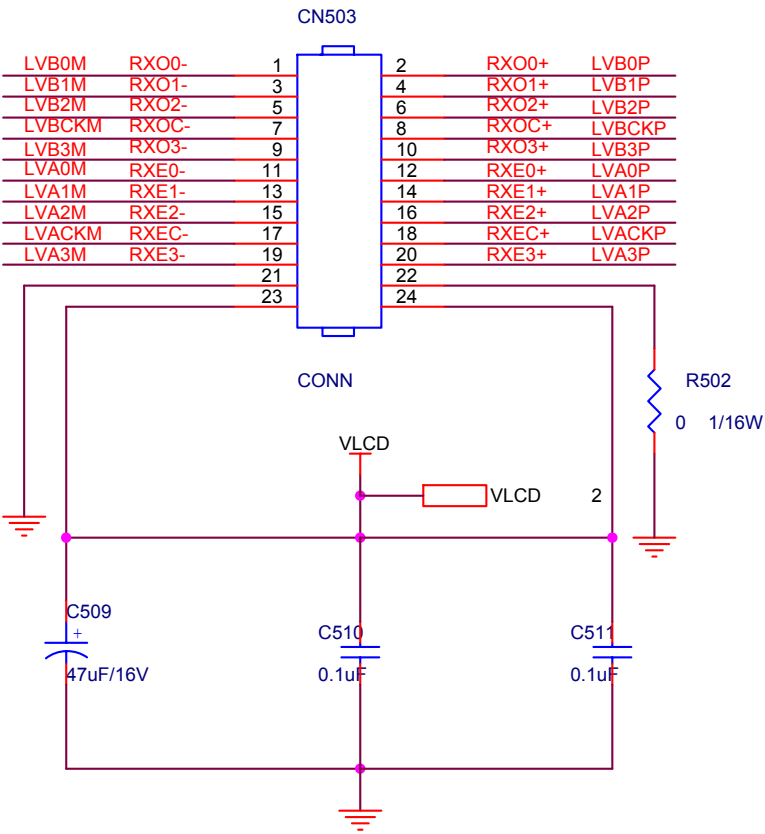 CN503
LVB0M RXO0- 1 2 RXO0+ LVB0P
LVB1M RXO1- 3 4 RXO1+ LVB1P
LVB2M RXO2- 5 6 RXO2+ LVB2P
LVBCKM RXOC- 7 8 RXOC+ LVBCKP
LVB3M RXO3- 9 10 RXO3+ LVB3P
LVA0M RXE0- 11 12 RXE0+ LVA0P
LVA1M RXE1- 13 14 RXE1+ LVA1P
LVA2M RXE2- 15 16 RXE2+ LVA2P
LVACKM RXEC- 17 18 RXEC+ LVACKP
LVA3M RXE3- 19 20 RXE3+ LVA3P
21 22
23 24
CONN
R502
0 1/16W
VLCD
VLCD 2
C509
+
47uF/16V
C510
0.1uF
C511
0.1uF